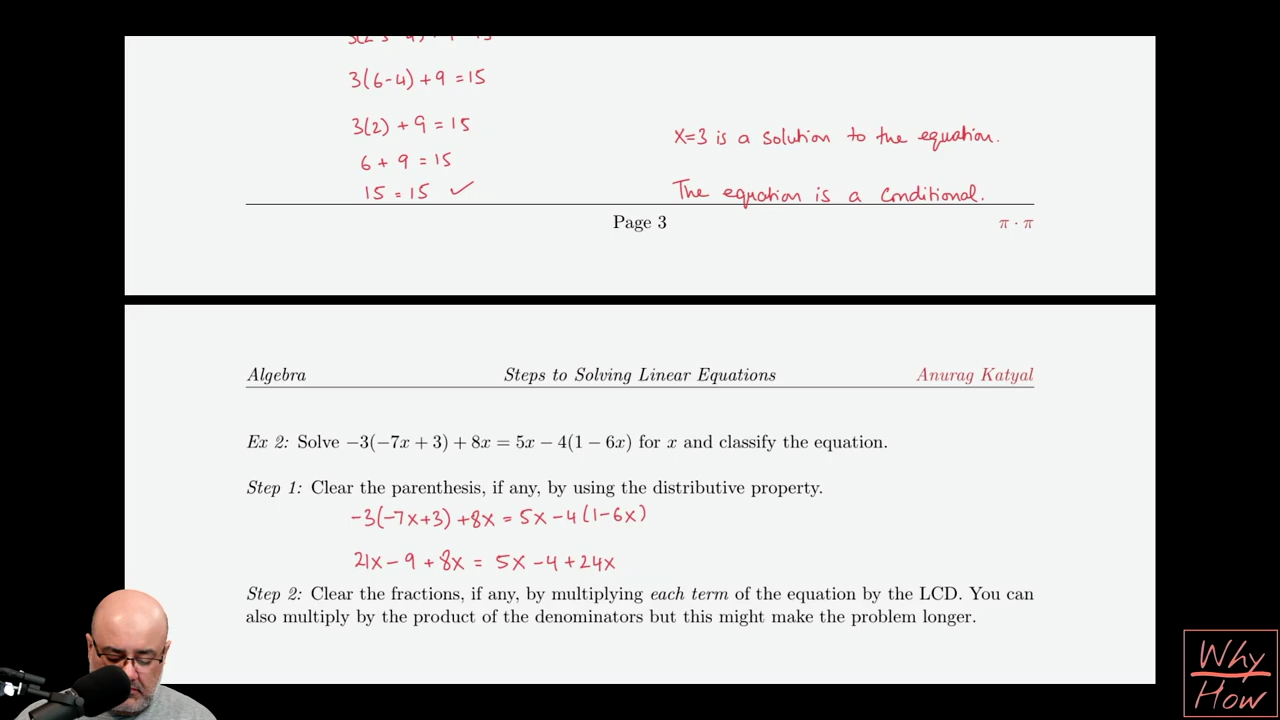 3(6-4) + 9 = 15
3(2) + 9 = 15
x=3 is a solution to the equation.
6 + 9 = 15
15 = 15 ✓
The equation is a conditional.
Page 3
π · π
Algebra
Steps to Solving Linear Equations
Anurag Katyal
Ex 2: Solve −3(−7x + 3) + 8x = 5x − 4(1 − 6x) for x and classify the equation.
Step 1: Clear the parenthesis, if any, by using the distributive property.
-3(-7x+3) +8x = 5x -4(1-6x)
21x - 9 + 8x = 5x - 4 + 24x
Step 2: Clear the fractions, if any, by multiplying each term of the equation by the LCD. You can
also multiply by the product of the denominators but this might make the problem longer.
Why
How